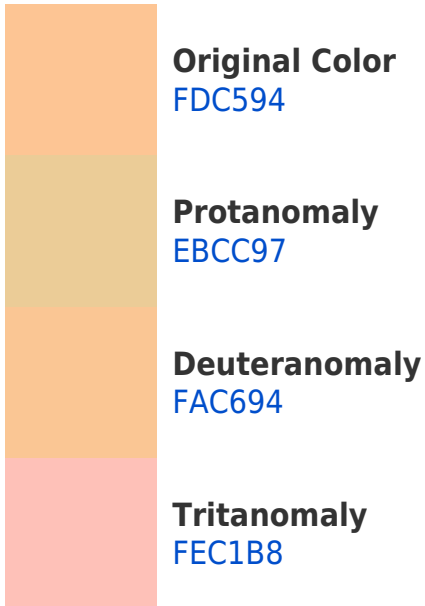 Original Color
FDC594
Protanomaly
EBCC97
Deuteranomaly
FAC694
Tritanomaly
FEC1B8